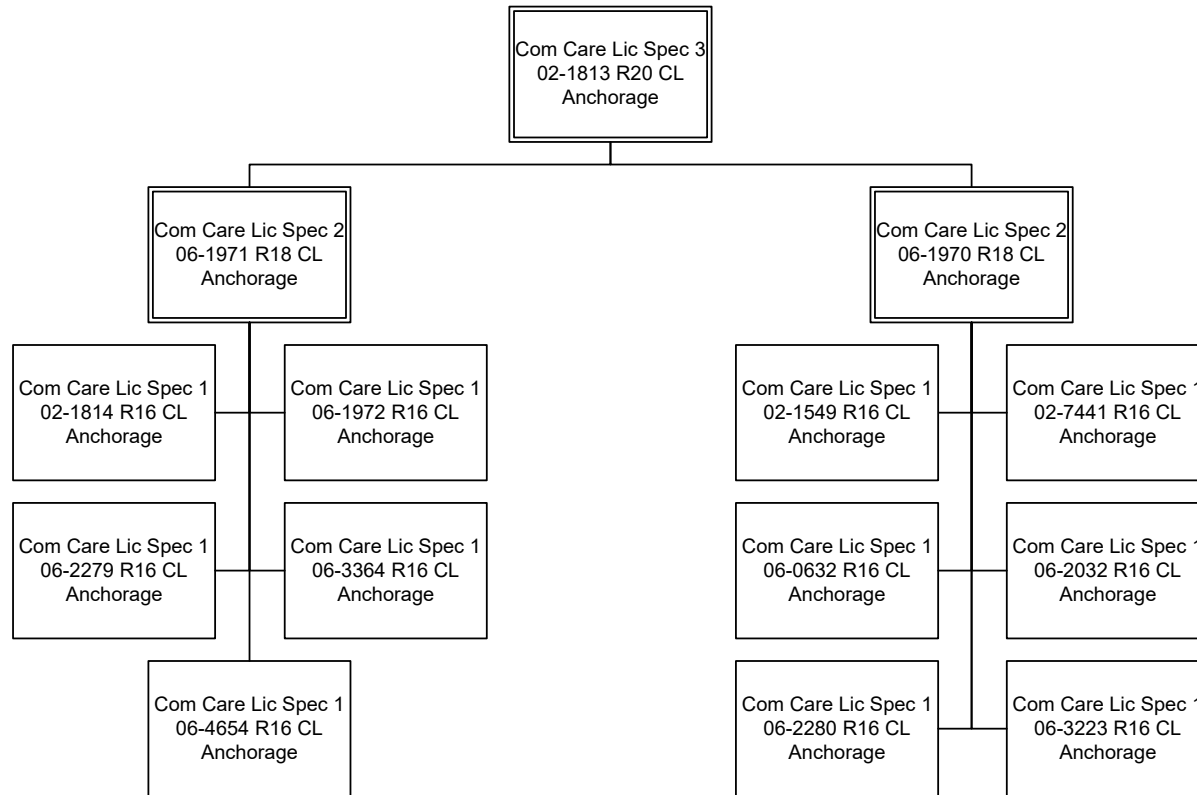 Com Care Lic Spec 3
02-1813 R20 CL
Anchorage
Com Care Lic Spec 2
06-1971 R18 CL
Anchorage
Com Care Lic Spec 2
06-1970 R18 CL
Anchorage
Com Care Lic Spec 1
02-1814 R16 CL
Anchorage
Com Care Lic Spec 1
06-1972 R16 CL
Anchorage
Com Care Lic Spec 1
02-1549 R16 CL
Anchorage
Com Care Lic Spec 1
02-7441 R16 CL
Anchorage
Com Care Lic Spec 1
06-2279 R16 CL
Anchorage
Com Care Lic Spec 1
06-3364 R16 CL
Anchorage
Com Care Lic Spec 1
06-0632 R16 CL
Anchorage
Com Care Lic Spec 1
06-2032 R16 CL
Anchorage
Com Care Lic Spec 1
06-4654 R16 CL
Anchorage
Com Care Lic Spec 1
06-2280 R16 CL
Anchorage
Com Care Lic Spec 1
06-3223 R16 CL
Anchorage